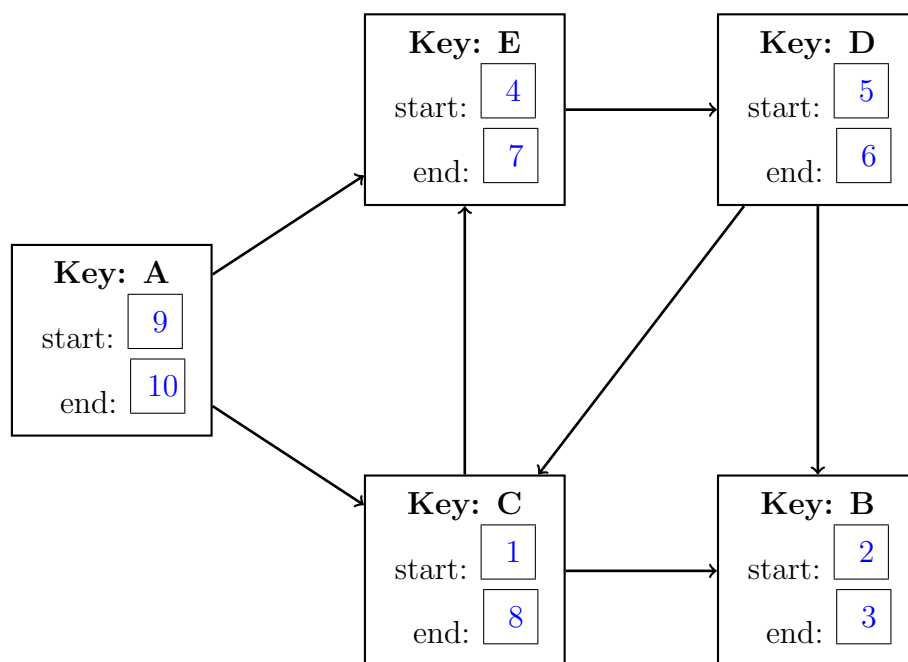 Key: E
start: 4
end: 7
Key: D
start: 5
end: 6
Key: A
start: 9
end: 10
Key: C
start: 1
end: 8
Key: B
start: 2
end: 3